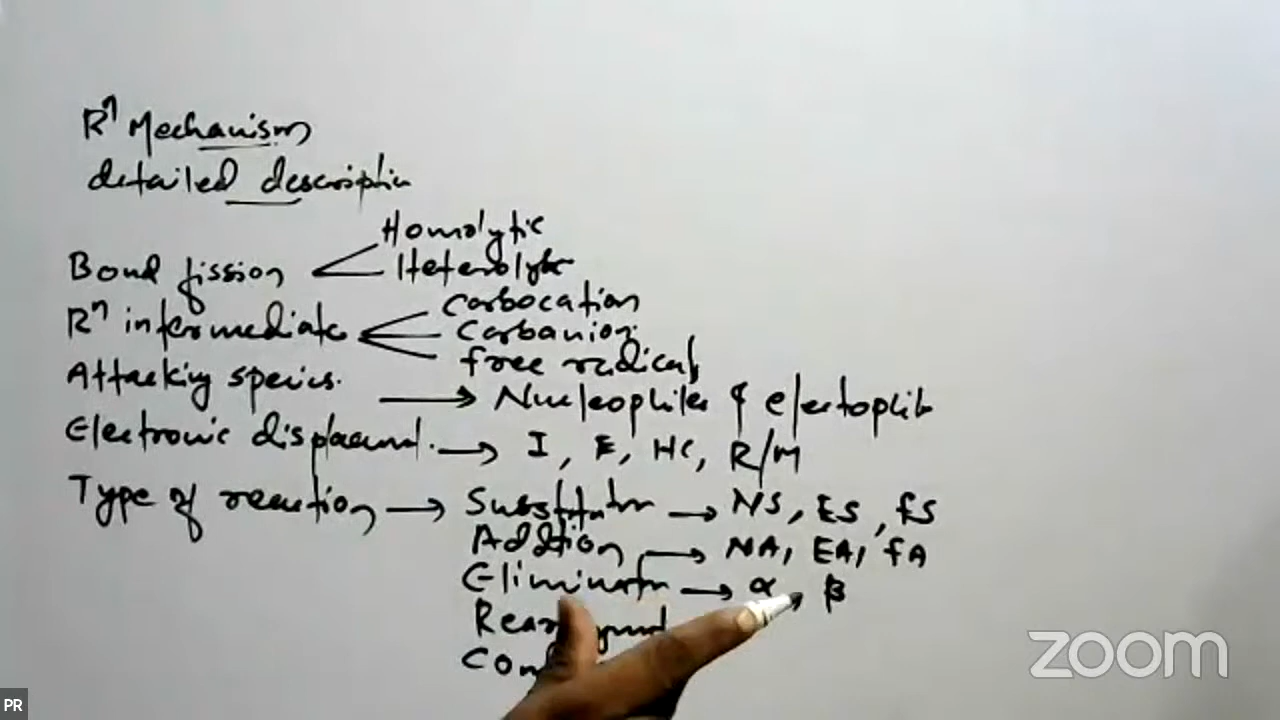 Rⁿ Mechanism
detailed description
Bond fission
Homolytic
Heterolytic
Rⁿ intermediate
Carbocation
Carbanion
free radicals
Attacking species.
→ Nucleophiles & electophile
Electronic displacement. → I, E, HC, R/M
Type of reaction → Substitution → NS, ES, fS
Addition → NA, EA, fA
Elimination → α, β
zoom
PR